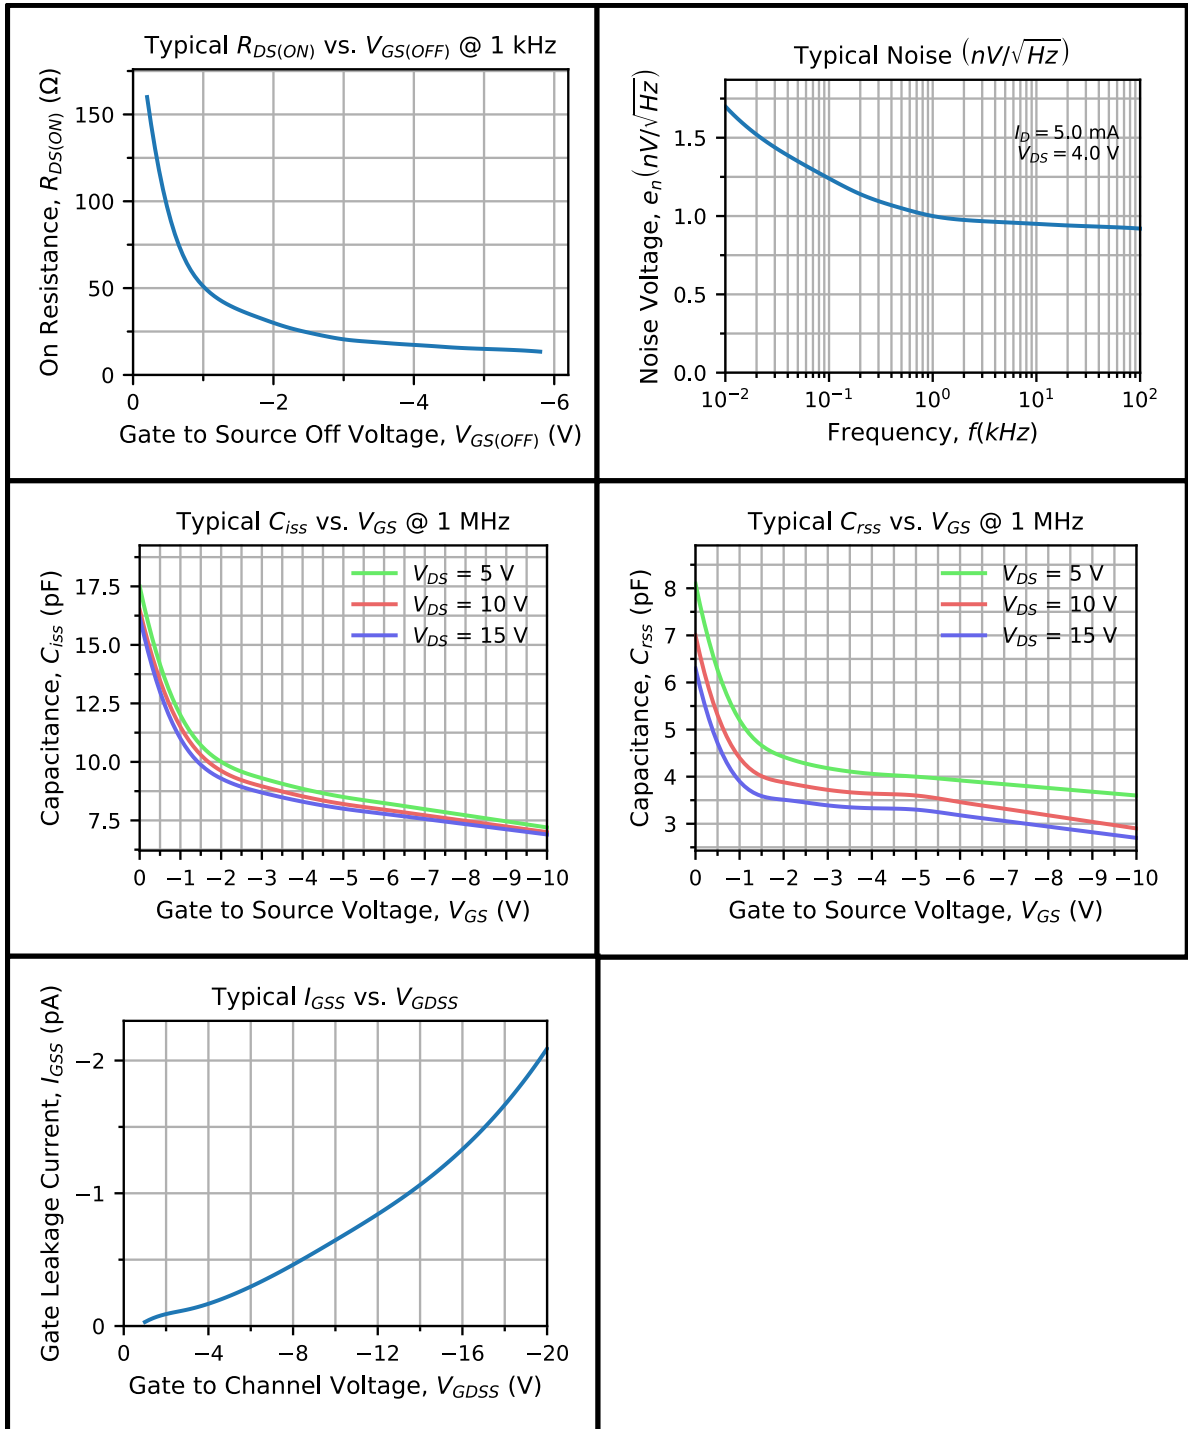 Typical R_DS(ON) vs. V_GS(OFF) @ 1 kHz
On Resistance, R_DS(ON) (Ω)
150
100
50
0
0 −2 −4 −6
Gate to Source Off Voltage, V_GS(OFF) (V)
Typical Noise (nV/√Hz)
Noise Voltage, e_n (nV/√Hz)
I_D = 5.0 mA
V_DS = 4.0 V
1.5
1.0
0.5
0.0
10⁻² 10⁻¹ 10⁰ 10¹ 10²
Frequency, f(kHz)
Typical C_iss vs. V_GS @ 1 MHz
Capacitance, C_iss (pF)
V_DS = 5 V
V_DS = 10 V
V_DS = 15 V
17.5
15.0
12.5
10.0
7.5
0 −1 −2 −3 −4 −5 −6 −7 −8 −9 −10
Gate to Source Voltage, V_GS (V)
Typical C_rss vs. V_GS @ 1 MHz
Capacitance, C_rss (pF)
V_DS = 5 V
V_DS = 10 V
V_DS = 15 V
8
7
6
5
4
3
0 −1 −2 −3 −4 −5 −6 −7 −8 −9 −10
Gate to Source Voltage, V_GS (V)
Typical I_GSS vs. V_GDSS
Gate Leakage Current, I_GSS (pA)
−2
−1
0
0 −4 −8 −12 −16 −20
Gate to Channel Voltage, V_GDSS (V)